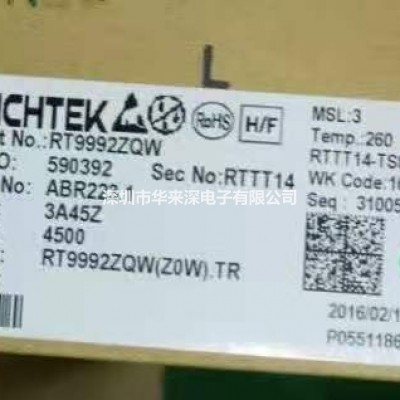 L
ICHTEK RoHS H/F MSL:3
t No.:RT9992ZQW Temp.:260
O: 590392 Sec No:RTTT14 RTTT14-TS
No: ABR22 WK Code:1
深圳市华来深电子有限公司
3A45Z Seq : 31005
4500
RT9992ZQW(Z0W).TR
2016/02/1
P0551186